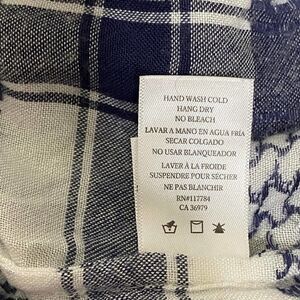 HAND WASH COLD
HANG DRY
NO BLEACH
LAVAR A MANO EN AGUA FRÍA
SECAR COLGADO
NO USAR BLANQUEADOR
LAVER À LA FROIDE
SUSPENDRE POUR SÉCHER
NE PAS BLANCHIR
RN#117784
CA 36979